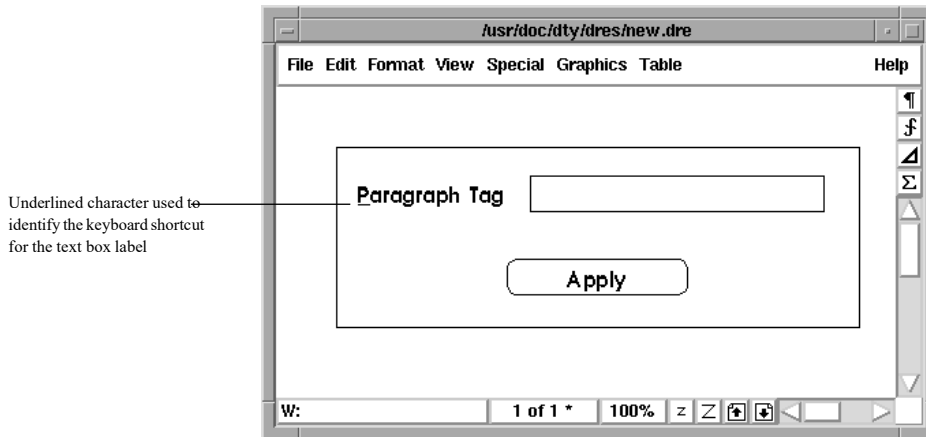 /usr/doc/dty/dres/new.dre
File Edit Format View Special Graphics Table Help
¶
Σ
Underlined character used to
identify the keyboard shortcut
for the text box label
Paragraph Tag
Apply
W: 1 of 1 * 100% z Z